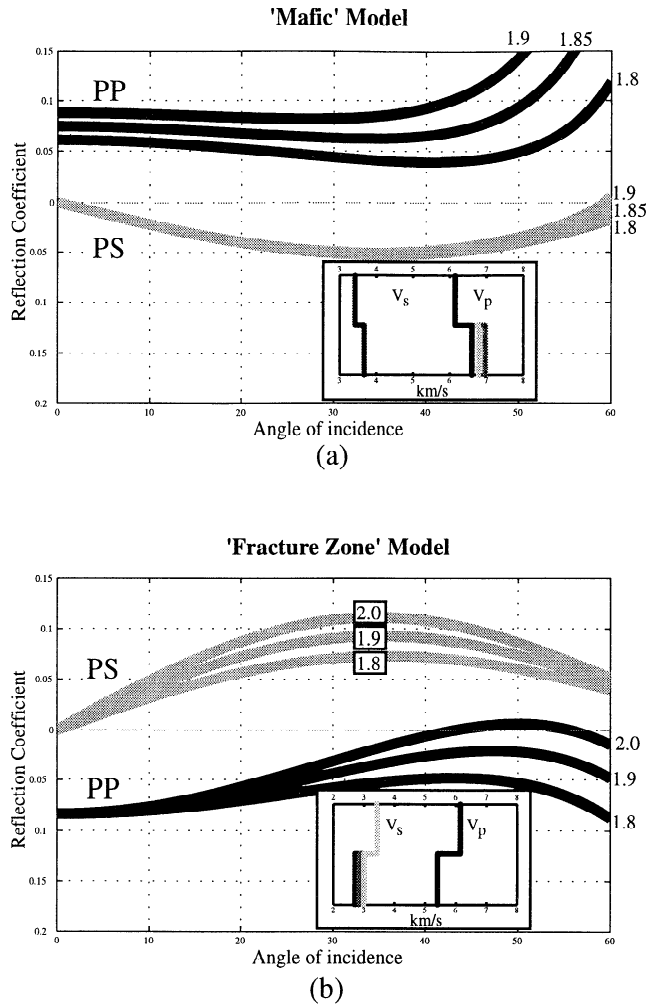 'Mafic' Model
1.9 1.85
0.15
PP
1.8
0.1
0.05
Reflection Coefficient
0
1.9
1.85
1.8
PS
0.05
3 4 5 6 7 8
Vs Vp
0.1
0.15
3 4 5 6 7 8
km/s
0.2
0 10 20 30 40 50 60
Angle of incidence
(a)
'Fracture Zone' Model
0.15
2.0
0.1
1.9
PS
1.8
0.05
Reflection Coefficient
0
2.0
PP
0.05
1.9
2 3 4 5 6 7 8
1.8
Vs Vp
0.1
0.15
2 3 4 5 6 7 8
km/s
0.2
0 10 20 30 40 50 60
Angle of incidence
(b)